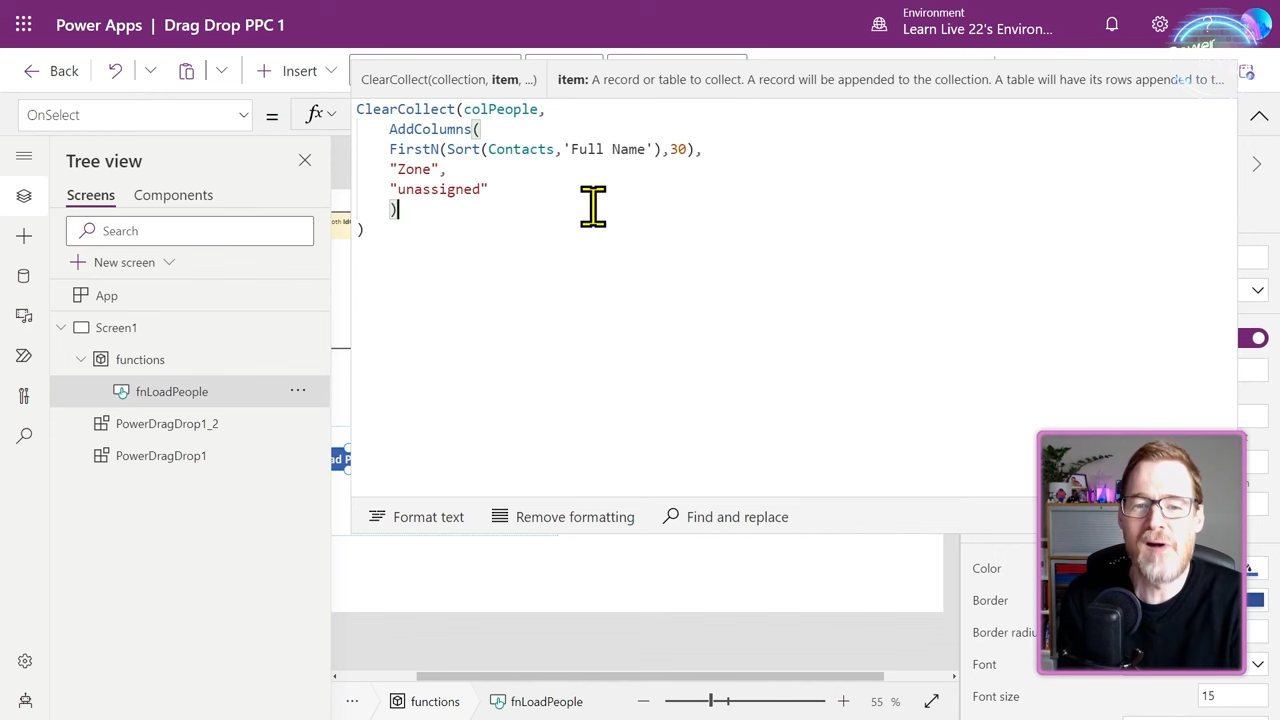 Power Apps | Drag Drop PPC 1
Environment
Learn Live 22's Environ...
Power
Back
Insert
ClearCollect(collection, item, ...)
item: A record or table to collect. A record will be appended to the collection. A table will have its rows appended to t...
OnSelect
=
fx
ClearCollect(colPeople,
AddColumns(
FirstN(Sort(Contacts,'Full Name'),30),
"Zone",
"unassigned"
)
)
Tree view
Screens
Components
Search
New screen
App
Screen1
functions
fnLoadPeople
PowerDragDrop1_2
PowerDragDrop1
ad P
Format text
Remove formatting
Find and replace
Color
Border
Border radiu
Font
Font size
15
functions
fnLoadPeople
55 %